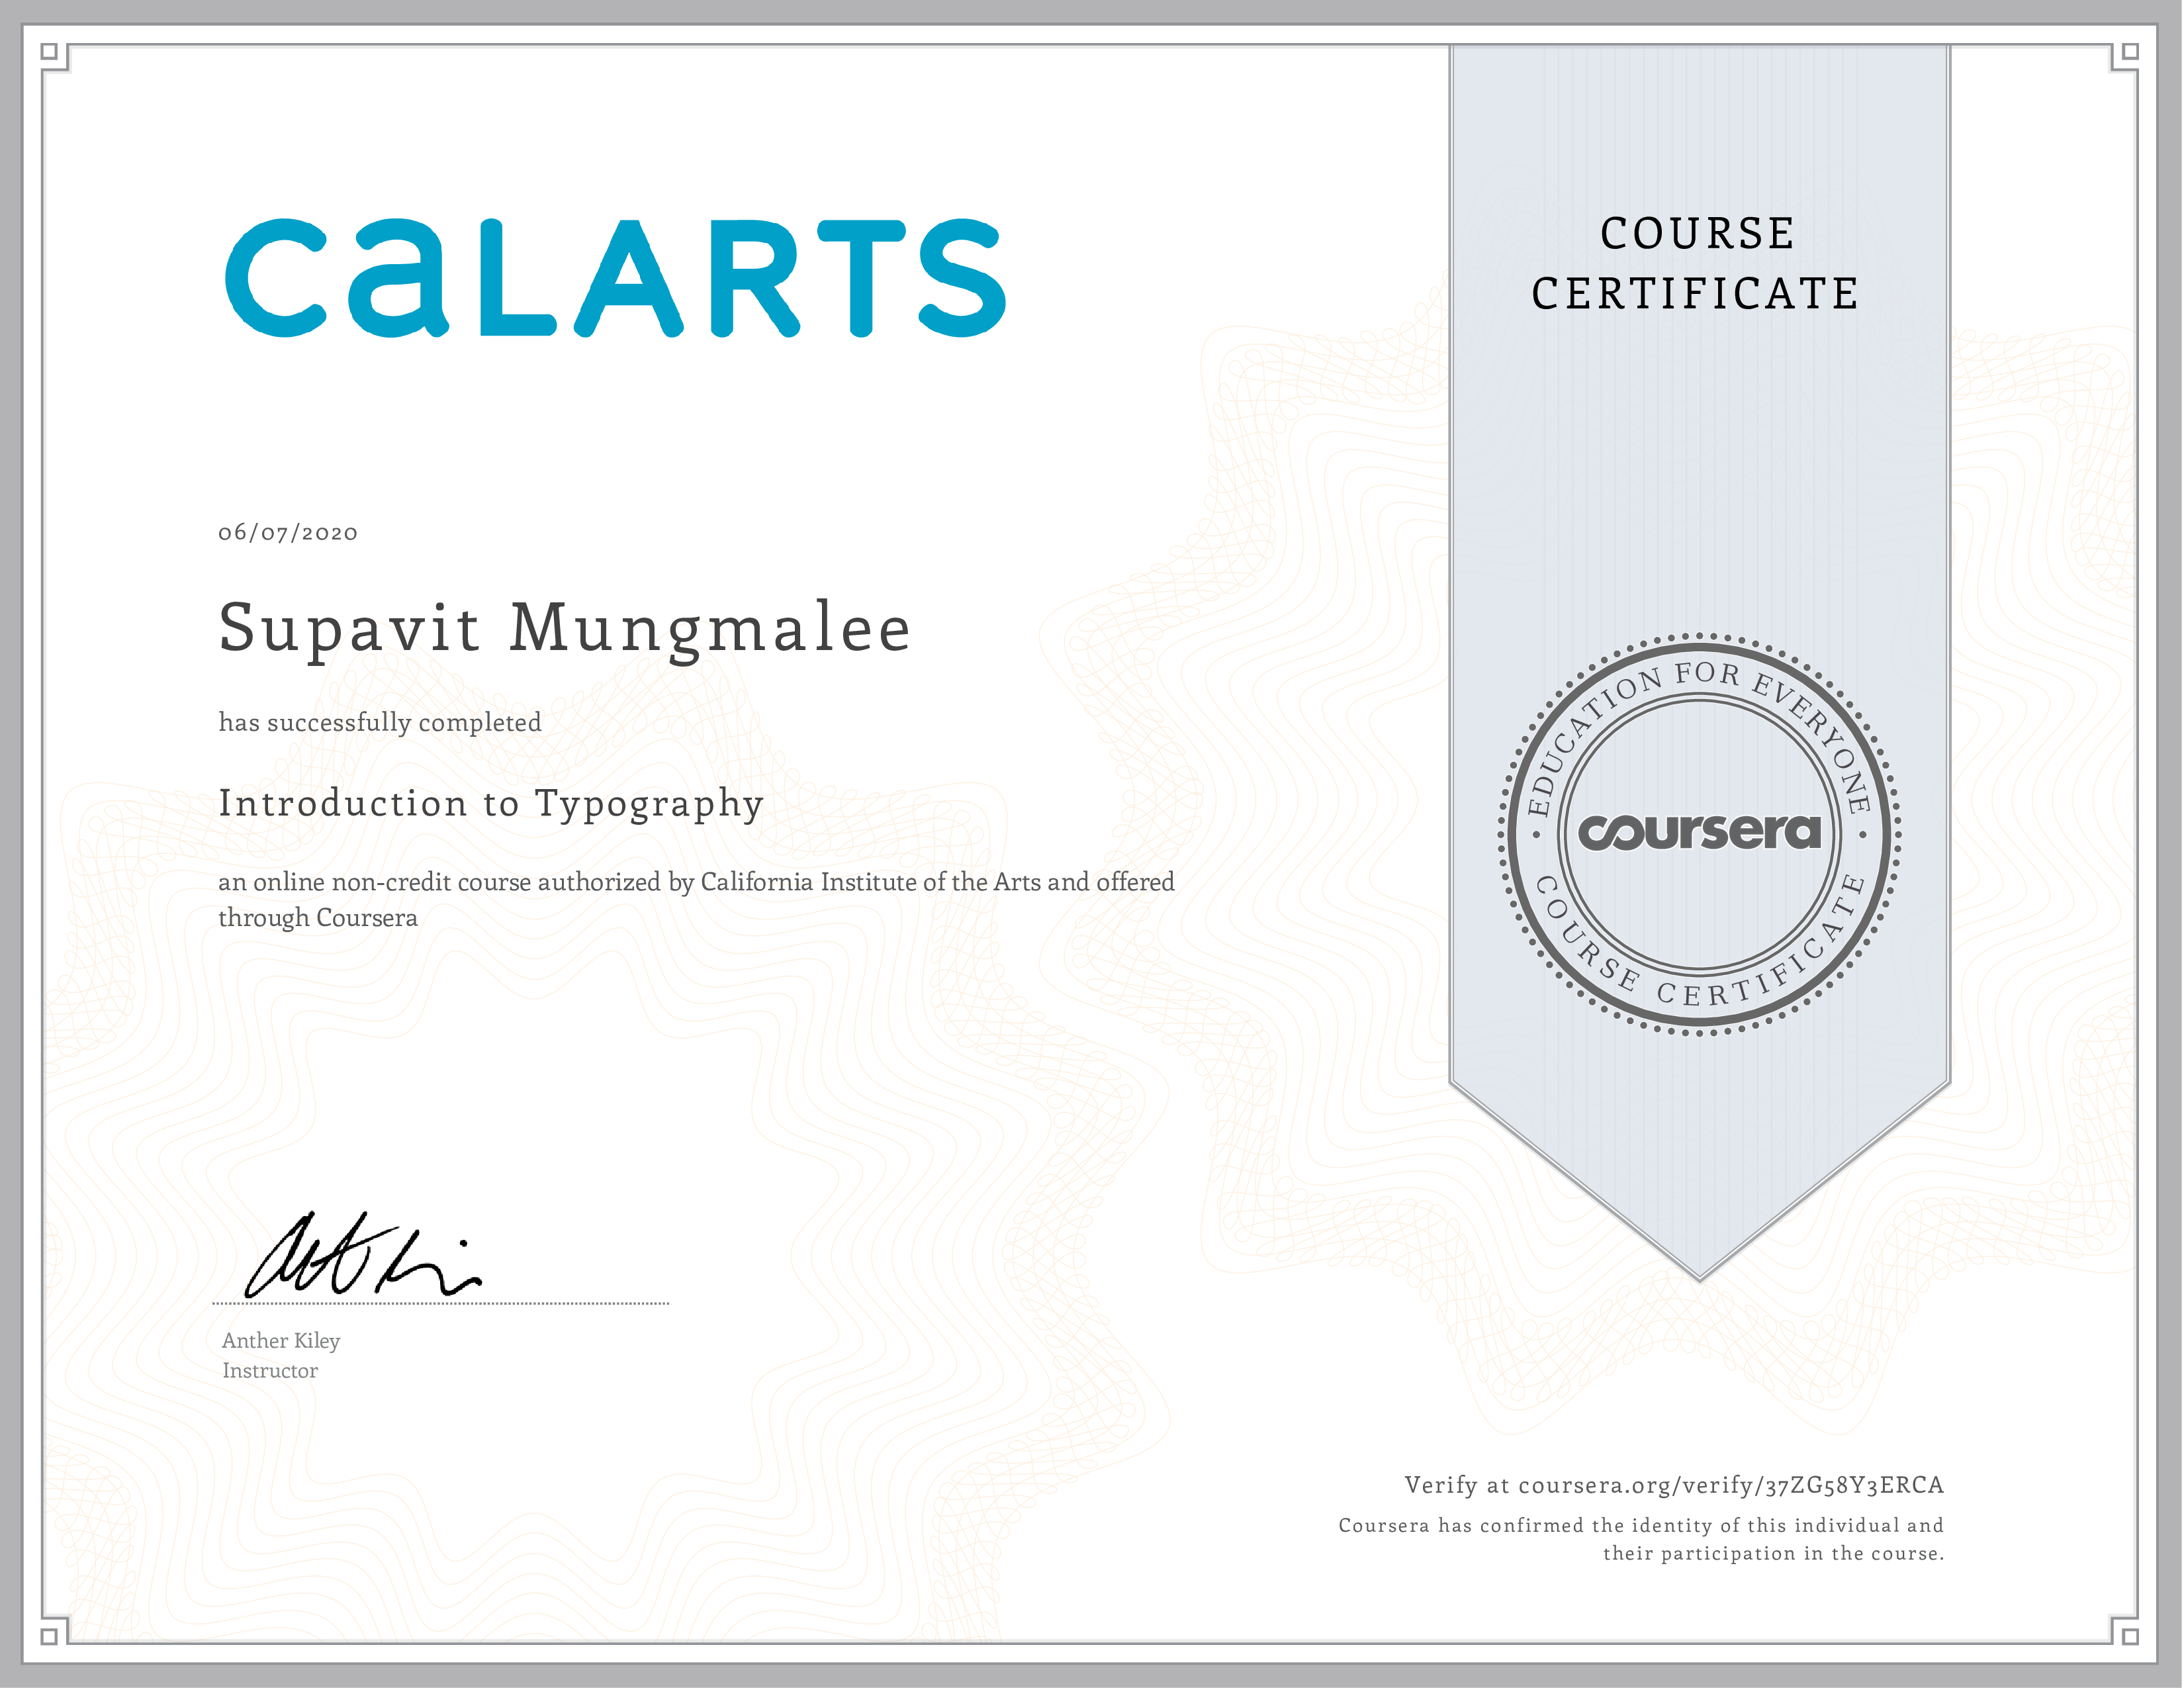 CALARTS
COURSE
CERTIFICATE
06/07/2020
Supavit Mungmalee
has successfully completed
Introduction to Typography
an online non-credit course authorized by California Institute of the Arts and offered
through Coursera
EDUCATION FOR EVERYONE
coursera
COURSE CERTIFICATE
Anther Kiley
Instructor
Verify at coursera.org/verify/37ZG58Y3ERCA
Coursera has confirmed the identity of this individual and
their participation in the course.